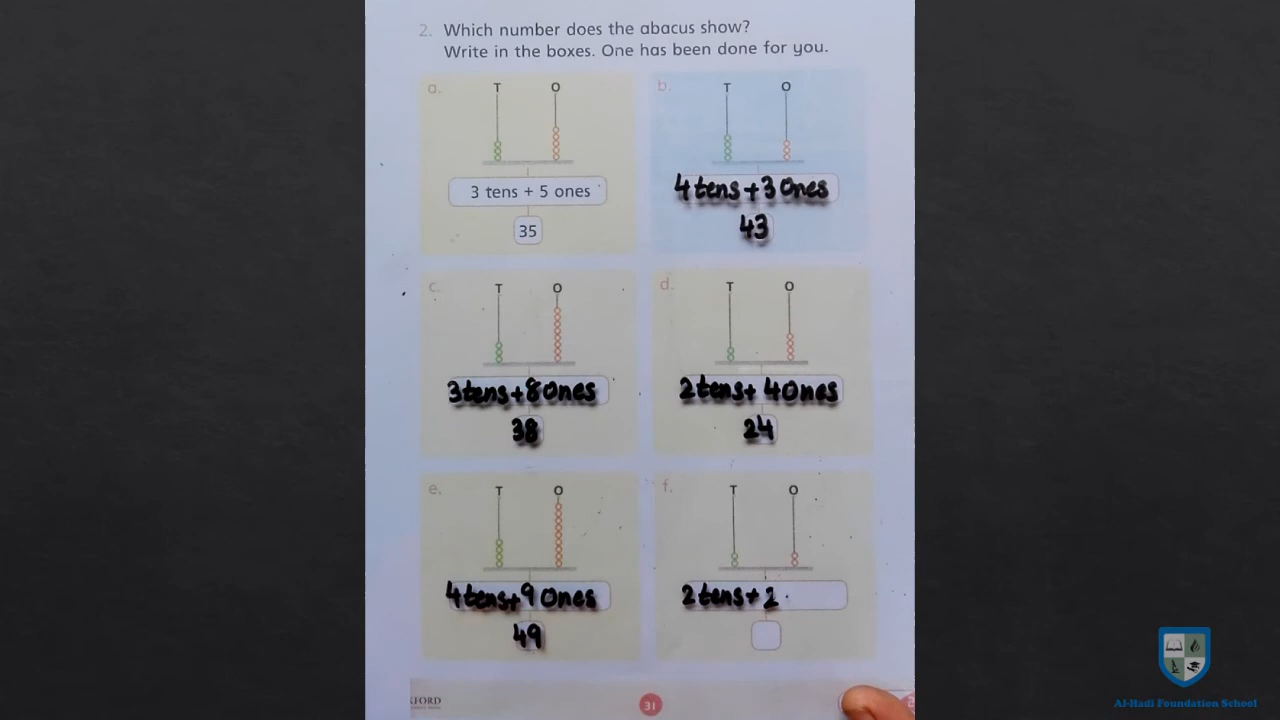 2. Which number does the abacus show?
Write in the boxes. One has been done for you.
a.
T O
3 tens + 5 ones
35
b.
T O
4 tens + 3 Ones
43
c.
T O
3 tens + 8 Ones
38
d.
T O
2 tens + 4 Ones
24
e.
T O
4 tens + 9 Ones
49
f.
T O
2 tens + 2
31
Al-Hadi Foundation School